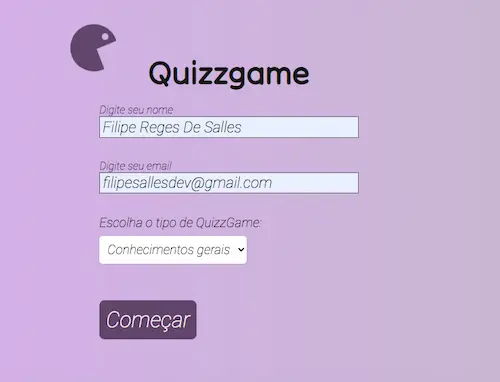 Quizzgame
Digite seu nome
Filipe Reges De Salles
Digite seu email
filipesallesdev@gmail.com
Escolha o tipo de QuizzGame:
Conhecimentos gerais
Começar